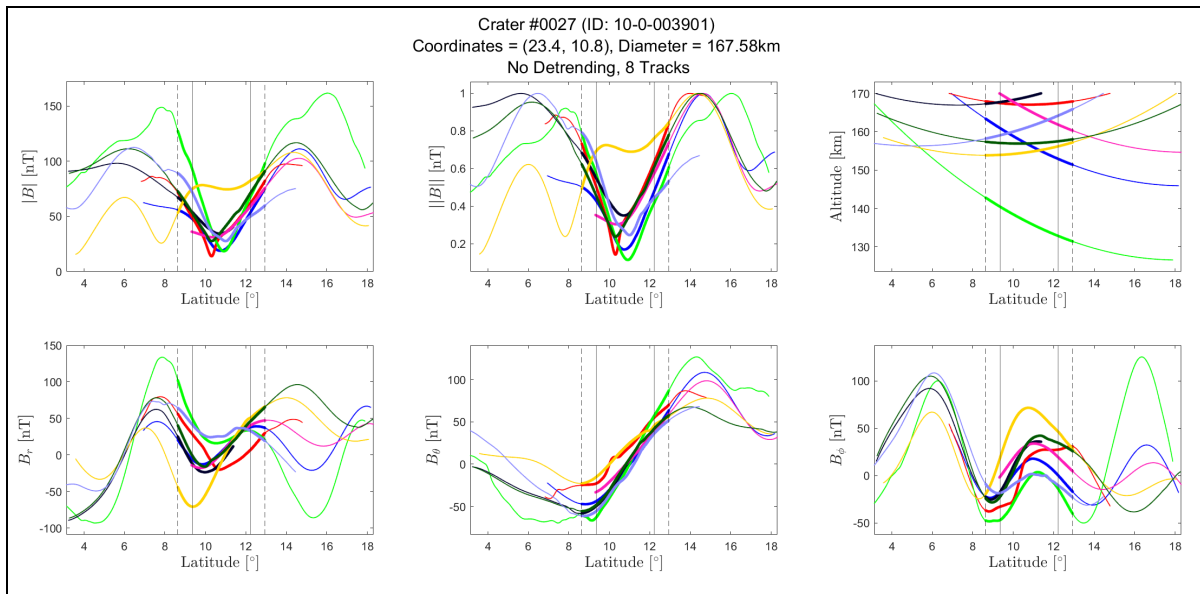 Crater #0027 (ID: 10-0-003901)
Coordinates = (23.4, 10.8), Diameter = 167.58km
No Detrending, 8 Tracks
|B| [nT]
150
100
50
0
4 6 8 10 12 14 16 18
Latitude [°]
||B|| [nT]
1
0.8
0.6
0.4
0.2
4 6 8 10 12 14 16 18
Latitude [°]
Altitude [km]
170
160
150
140
130
4 6 8 10 12 14 16 18
Latitude [°]
B_r [nT]
150
100
50
0
-50
-100
4 6 8 10 12 14 16 18
Latitude [°]
B_θ [nT]
100
50
0
-50
4 6 8 10 12 14 16 18
Latitude [°]
B_ϕ [nT]
100
50
0
-50
4 6 8 10 12 14 16 18
Latitude [°]